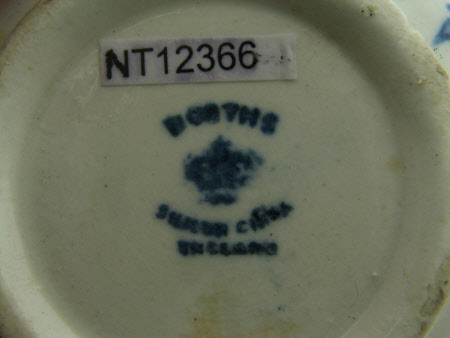 NT12366
BOOTHS
SILICON CHINA
ENGLAND